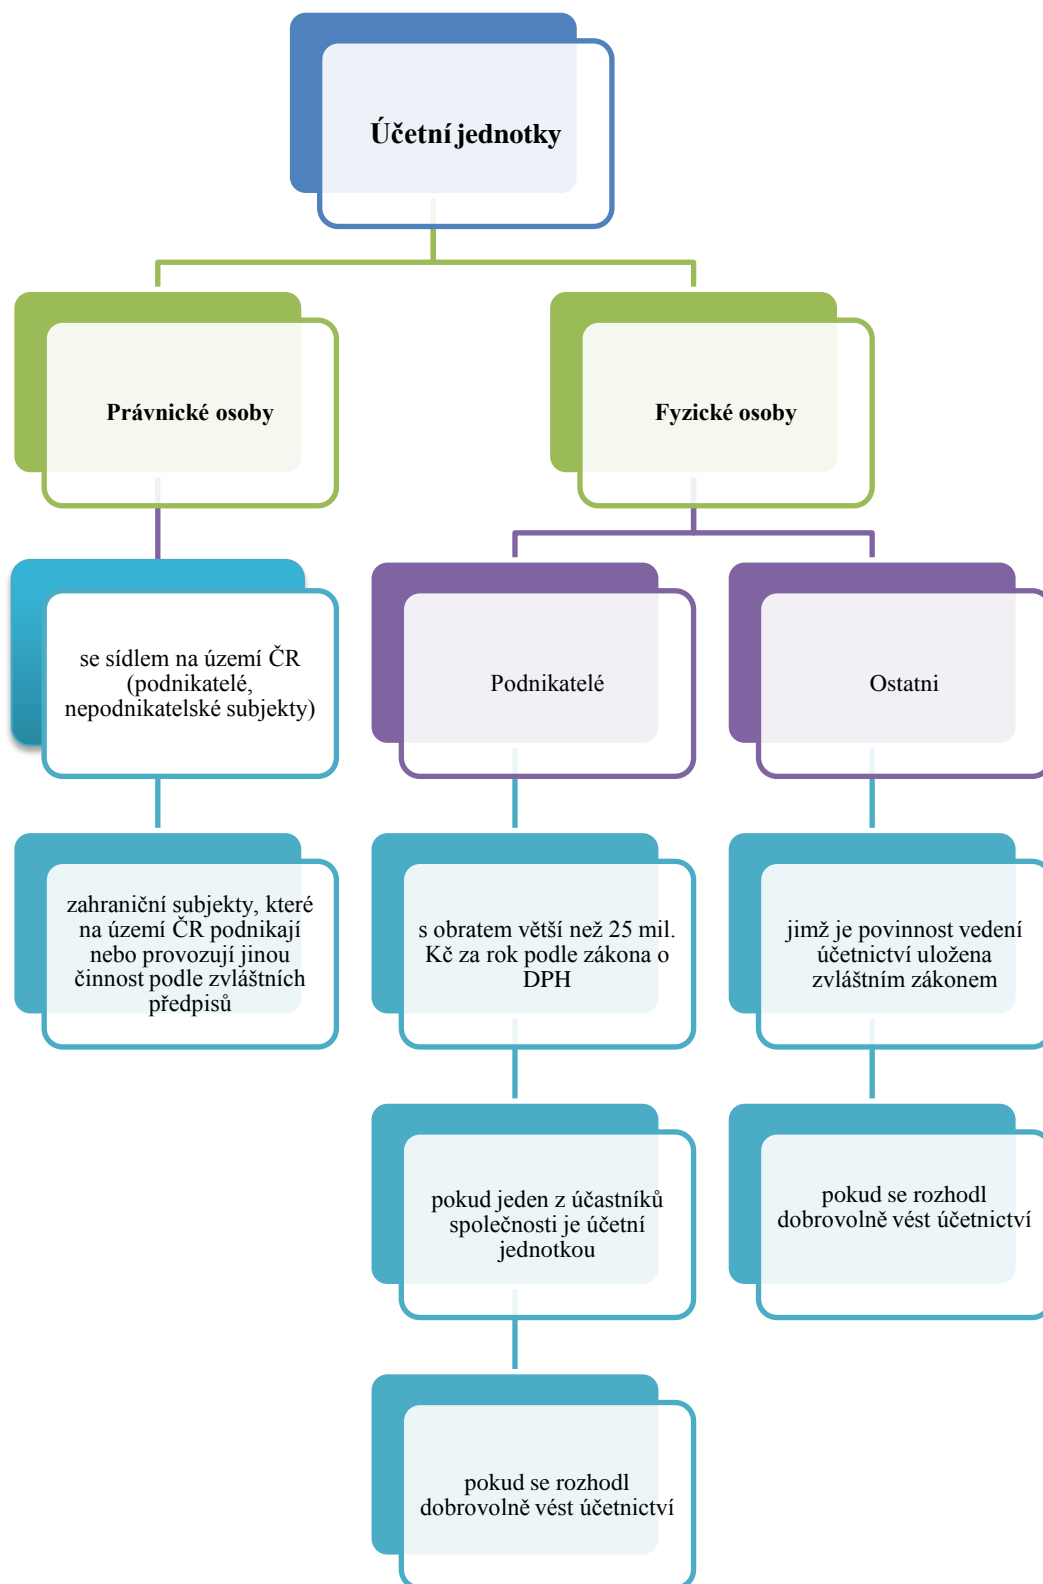 Účetní jednotky
Právnické osoby
Fyzické osoby
se sídlem na území ČR
(podnikatelé,
nepodnikatelské subjekty)
Podnikatelé
Ostatni
zahraniční subjekty, které
na území ČR podnikají
nebo provozují jinou
činnost podle zvláštních
předpisů
s obratem větší než 25 mil.
Kč za rok podle zákona o
DPH
jimž je povinnost vedení
účetnictví uložena
zvláštním zákonem
pokud jeden z účastníků
společnosti je účetní
jednotkou
pokud se rozhodl
dobrovolně vést účetnictví
pokud se rozhodl
dobrovolně vést účetnictví